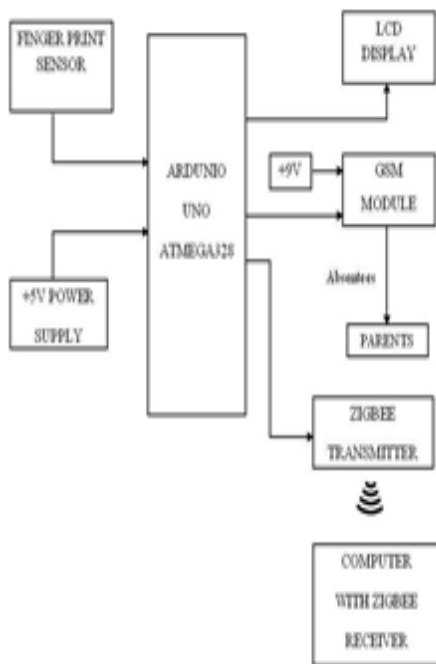 FINGER PRINT
SENSOR
LCD
DISPLAY
ARDUNIO
UNO
ATMEGA328
+9V
GSM
MODULE
+5V POWER
SUPPLY
Absentees
PARENTS
ZIGBEE
TRANSMITTER
COMPUTER
WITH ZIGBEE
RECEIVER